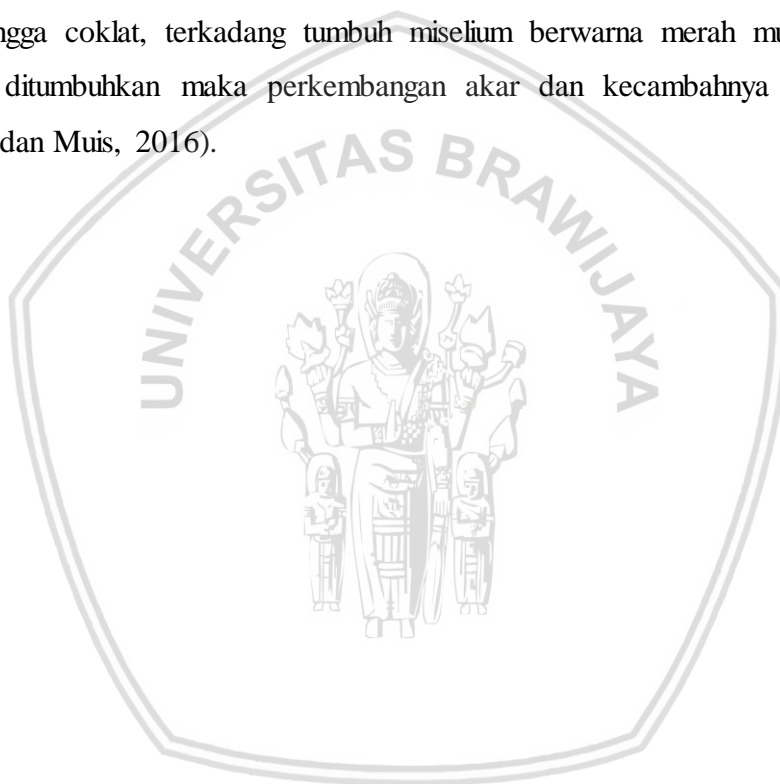 ngga coklat, terkadang tumbuh miselium berwarna merah mu
ditumbuhkan maka perkembangan akar dan kecambahnya
dan Muis, 2016).
UNIVERSITAS BRAWIJAYA